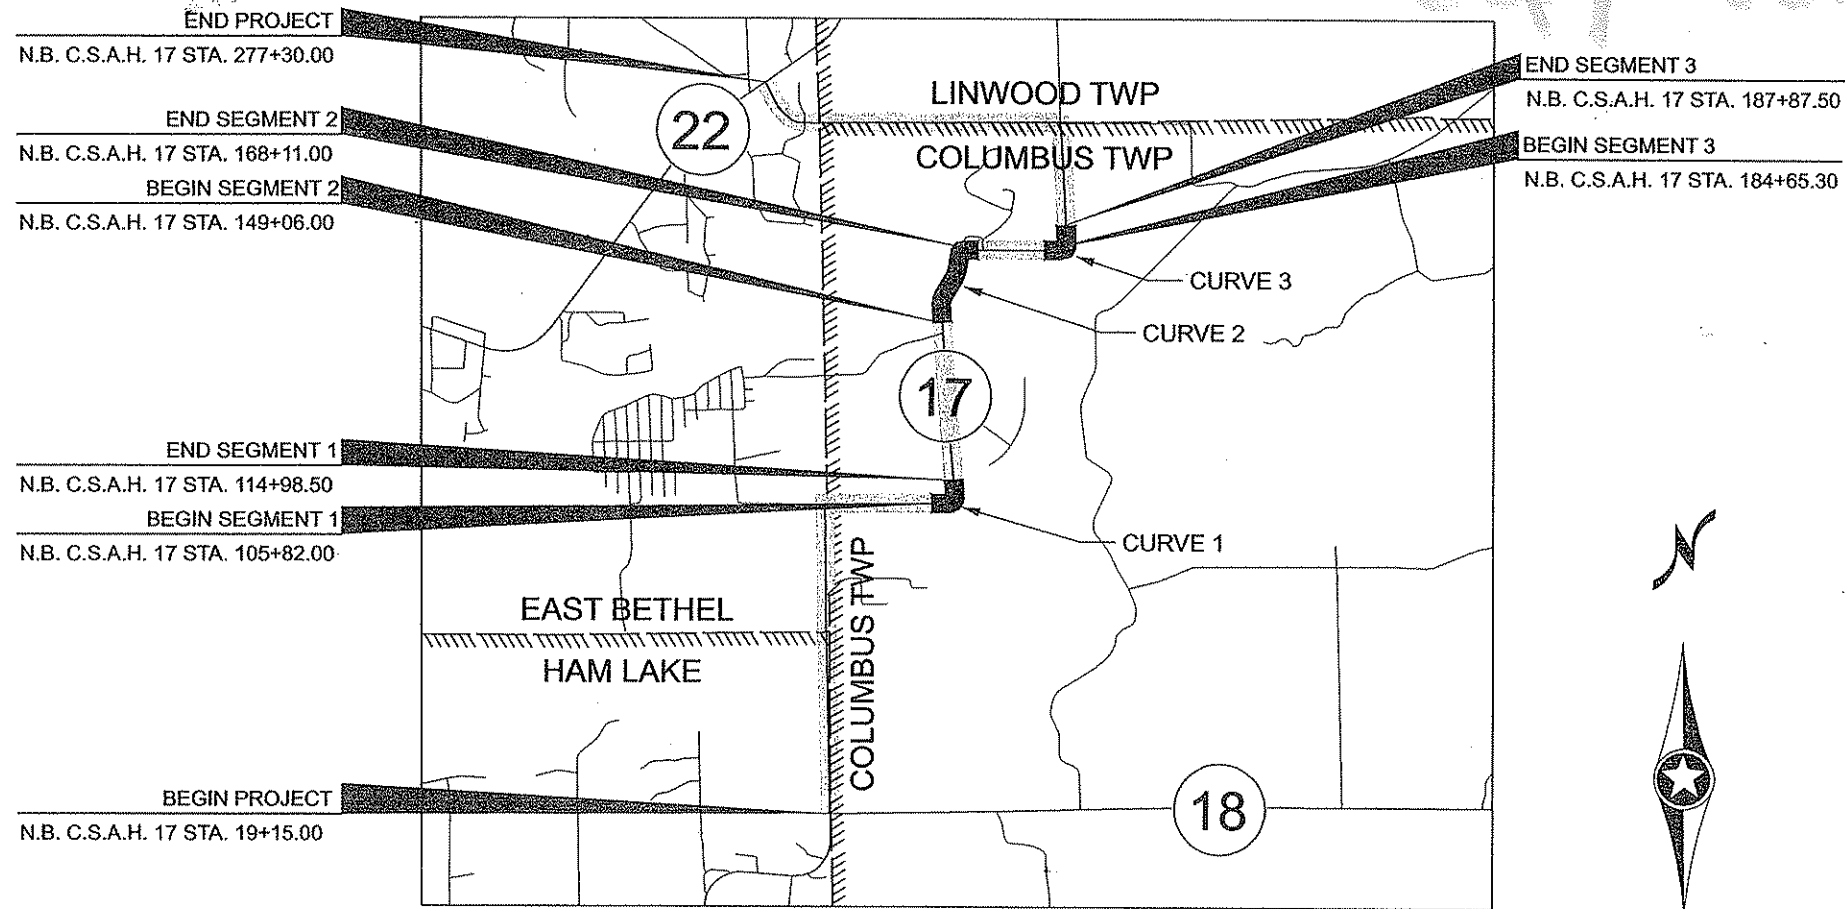 END PROJECT
N.B. C.S.A.H. 17 STA. 277+30.00
END SEGMENT 2
N.B. C.S.A.H. 17 STA. 168+11.00
BEGIN SEGMENT 2
N.B. C.S.A.H. 17 STA. 149+06.00
END SEGMENT 1
N.B. C.S.A.H. 17 STA. 114+98.50
BEGIN SEGMENT 1
N.B. C.S.A.H. 17 STA. 105+82.00
BEGIN PROJECT
N.B. C.S.A.H. 17 STA. 19+15.00
22
LINWOOD TWP
COLUMBUS TWP
END SEGMENT 3
N.B. C.S.A.H. 17 STA. 187+87.50
BEGIN SEGMENT 3
N.B. C.S.A.H. 17 STA. 184+65.30
CURVE 3
CURVE 2
17
CURVE 1
EAST BETHEL
HAM LAKE
COLUMBUS TWP
18
N